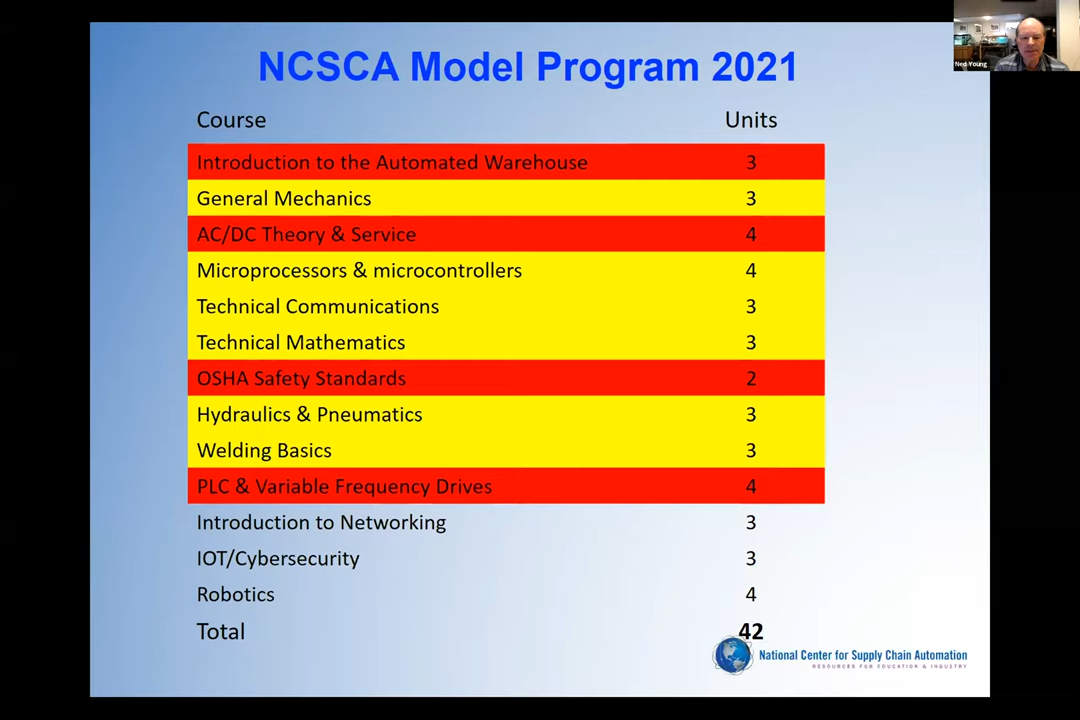 NCSCA Model Program 2021
Course Units
Introduction to the Automated Warehouse 3
General Mechanics 3
AC/DC Theory & Service 4
Microprocessors & microcontrollers 4
Technical Communications 3
Technical Mathematics 3
OSHA Safety Standards 2
Hydraulics & Pneumatics 3
Welding Basics 3
PLC & Variable Frequency Drives 4
Introduction to Networking 3
IOT/Cybersecurity 3
Robotics 4
Total 42
National Center for Supply Chain Automation
RESOURCES FOR EDUCATION & INDUSTRY
Ned Young